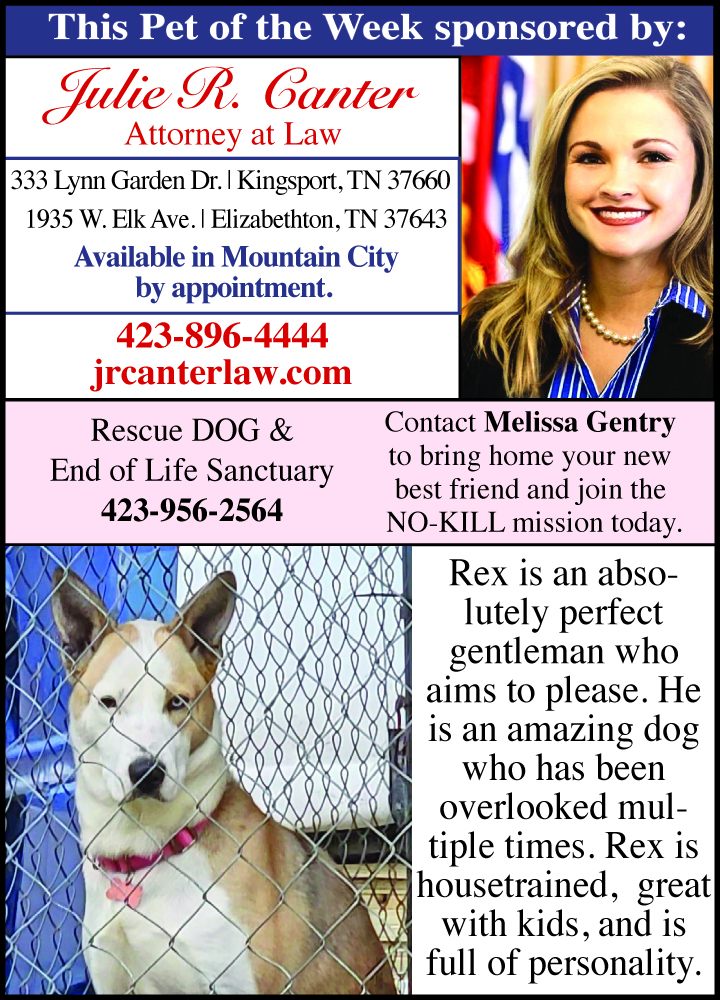 This Pet of the Week sponsored by:
Julie R. Canter
Attorney at Law
333 Lynn Garden Dr. | Kingsport, TN 37660
1935 W. Elk Ave. | Elizabethton, TN 37643
Available in Mountain City
by appointment.
423-896-4444
jrcanterlaw.com
Rescue DOG &
End of Life Sanctuary
423-956-2564
Contact Melissa Gentry
to bring home your new
best friend and join the
NO-KILL mission today.
Rex is an abso-
lutely perfect
gentleman who
aims to please. He
is an amazing dog
who has been
overlooked mul-
tiple times. Rex is
housetrained, great
with kids, and is
full of personality.